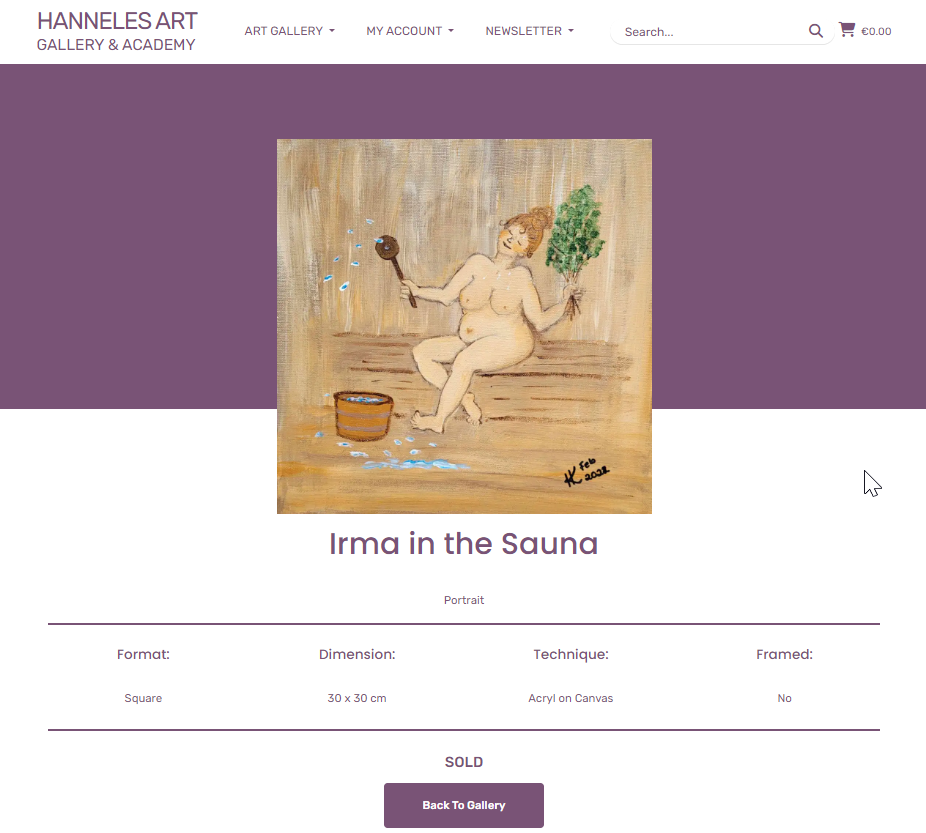 HANNELES ART
GALLERY & ACADEMY
ART GALLERY
MY ACCOUNT
NEWSLETTER
Search...
€0.00
HK Feb
2022
Irma in the Sauna
Portrait
Format:
Dimension:
Technique:
Framed:
Square
30 x 30 cm
Acryl on Canvas
No
SOLD
Back To Gallery